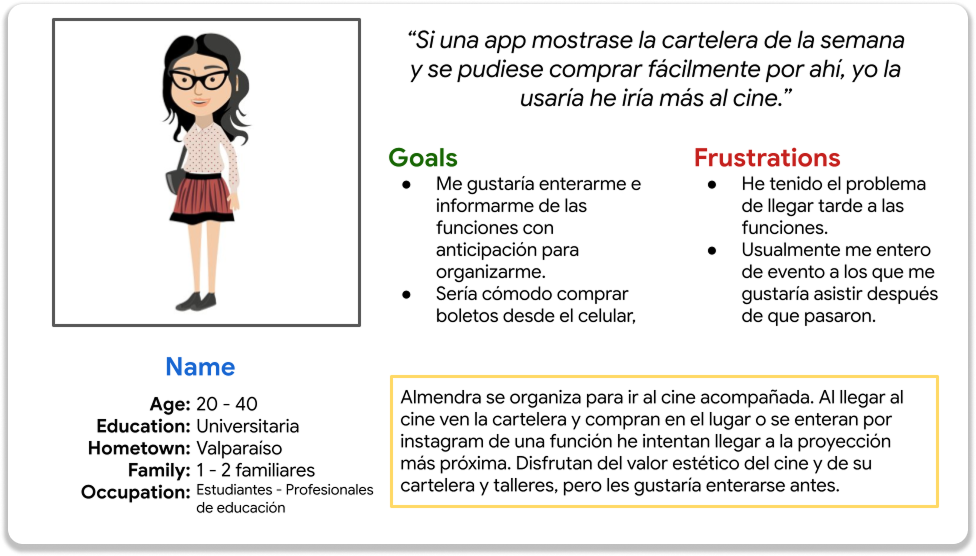 “Si una app mostrase la cartelera de la semana
y se pudiese comprar fácilmente por ahí, yo la
usaría he iría más al cine.”
Goals
● Me gustaría enterarme e
informarme de las
funciones con
anticipación para
organizarme.
● Sería cómodo comprar
boletos desde el celular,
Frustrations
● He tenido el problema
de llegar tarde a las
funciones.
● Usualmente me entero
de evento a los que me
gustaría asistir después
de que pasaron.
Name
Age: 20 - 40
Education: Universitaria
Hometown: Valparaíso
Family: 1 - 2 familiares
Occupation: Estudiantes - Profesionales
de educación
Almendra se organiza para ir al cine acompañada. Al llegar al
cine ven la cartelera y compran en el lugar o se enteran por
instagram de una función he intentan llegar a la proyección
más próxima. Disfrutan del valor estético del cine y de su
cartelera y talleres, pero les gustaría enterarse antes.